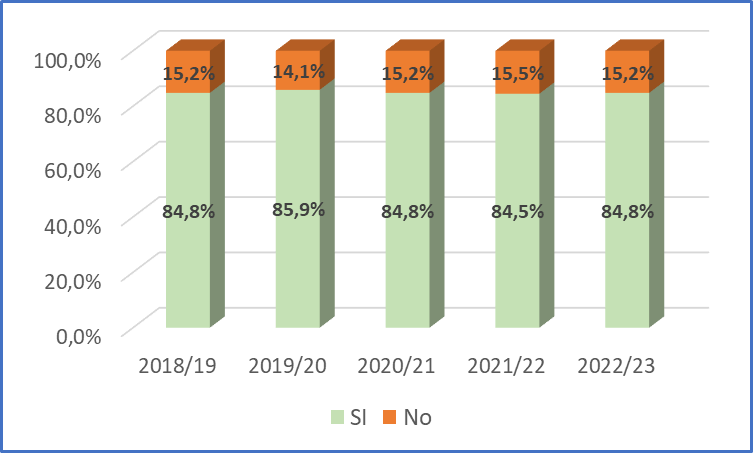 100,0%
80,0%
60,0%
40,0%
20,0%
0,0%
15,2% 14,1% 15,2% 15,5% 15,2%
84,8% 85,9% 84,8% 84,5% 84,8%
2018/19 2019/20 2020/21 2021/22 2022/23
SI No